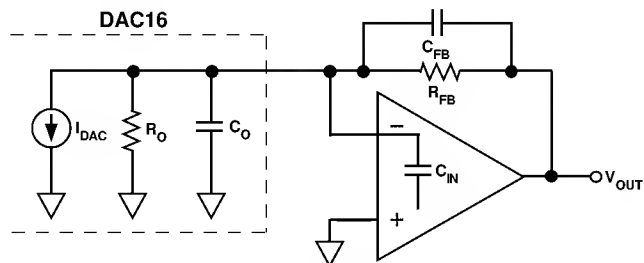 DAC16
C_FB
R_FB
I_DAC
R_O
C_O
−
C_IN
+
V_OUT